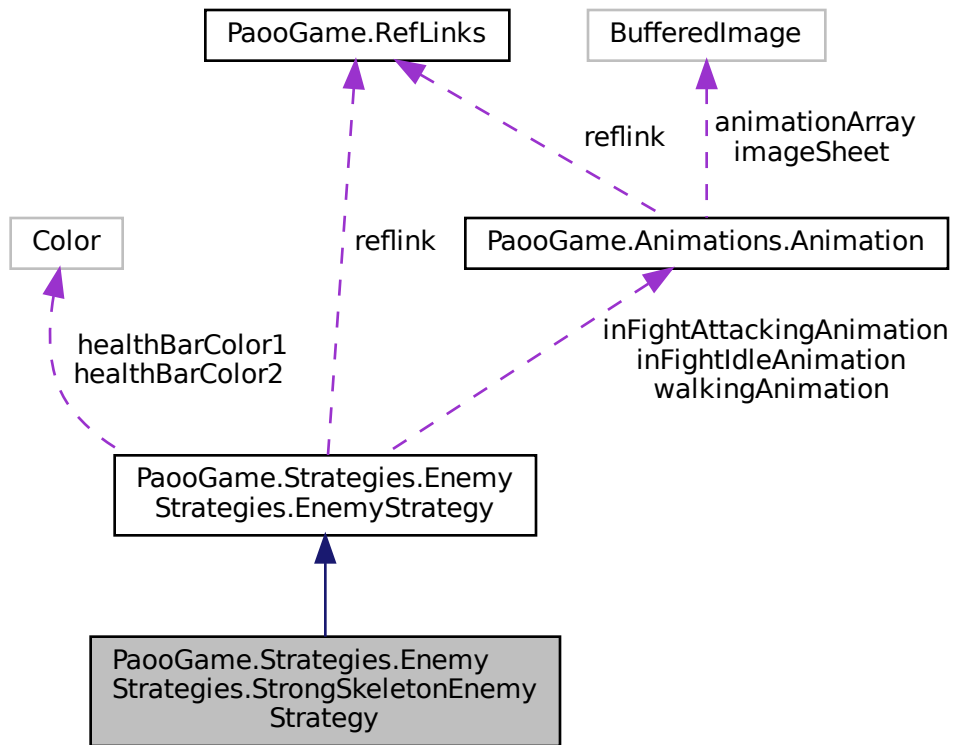 PaooGame.RefLinks
BufferedImage
reflink
animationArray
imageSheet
Color
reflink
PaooGame.Animations.Animation
healthBarColor1
healthBarColor2
inFightAttackingAnimation
inFightIdleAnimation
walkingAnimation
PaooGame.Strategies.Enemy
Strategies.EnemyStrategy
PaooGame.Strategies.Enemy
Strategies.StrongSkeletonEnemy
Strategy